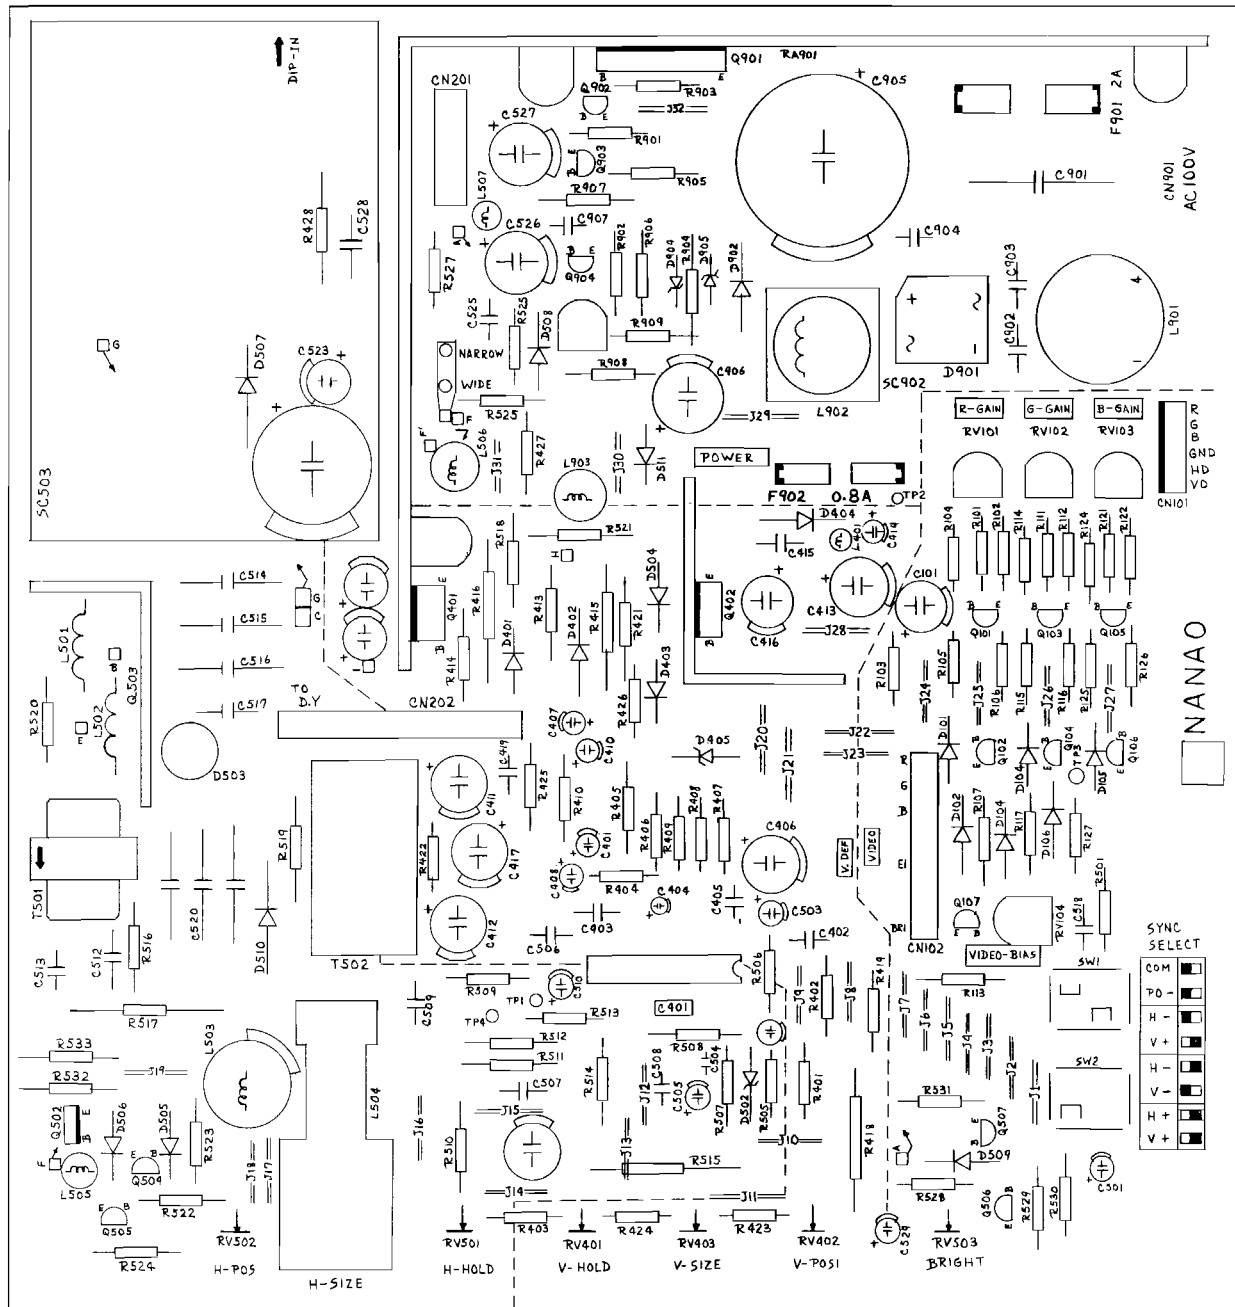 DIP-IN
CN201
Q901
RA901
C905
F901 2A
CN901
AC100V
Q902
B E
B E
R903
J32
C527
R901
Q903
E
B
R905
C901
L507
R907
C907
R428
C528
A
C526
R902
R906
R904
D904
D905
D902
C904
C903
R527
Q904
B E
C525
R525
D508
R909
C902
L901
D901
SC902
L902
G
D507
C523
NARROW
WIDE
R908
C906
R525
F
F'
L506
J31
R427
J29
J30
D511
POWER
L903
F902 0.8A
TP2
R-GAIN
G-GAIN
B-GAIN
RV101
RV102
RV103
R
G
B
GND
HD
VD
CN101
SC503
R518
R521
H
D404
C415
L401
C414
R104
R101
R102
R114
R111
R112
R124
R121
R122
C514
C515
C516
C517
G
C
Q401
E
B
R416
R414
D401
R413
D402
R415
R421
D504
D403
R426
Q402
E
B
C416
C413
J28
C101
Q101
B E
Q103
B E
Q105
B E
R103
R105
J24
J25
R106
R115
J26
R116
R125
J27
R126
NANAO
L501
L502
B
E
Q503
R520
D503
TO
D.Y
CN202
C407
C410
D405
J20
J21
J22
J23
D101
Q102
B
E
D104
Q104
B
E
TP3
D105
Q106
B
E
C411
C419
R425
R410
R405
R406
R409
R408
R407
C406
R
G
B
E1
BR1
CN102
D102
R107
D104
R117
D106
R127
V.DEF
VIDEO
R519
R422
C417
C401
C408
R404
C404
C405
C503
T501
C520
D510
T502
C412
C506
C403
C402
Q107
E B
RV104
C518
R501
VIDEO-BIAS
SYNC
SELECT
COM
PO-
H-
V+
H-
V-
H+
V+
SW1
SW2
C513
C512
R516
R517
C509
R509
TP1
TP4
C510
R513
C401
R506
J9
R402
J8
R419
J7
J6
J5
J4
J3
J2
J1
R113
R533
R532
J19
L503
L504
R512
R511
C507
R514
J12
C508
R508
C504
C505
R507
D502
R505
R401
R418
R531
Q502
E
B
D506
D505
R523
F
L505
Q504
E B
R522
Q505
E B
R524
J18
J17
J16
R510
J15
J14
J13
R515
J10
J11
A
Q507
E
B
D509
R528
Q506
B
E
R529
R530
C501
C529
R403
R424
R423
RV502
H-POS
H-SIZE
RV501
H-HOLD
RV401
V-HOLD
RV403
V-SIZE
RV402
V-POSI
RV503
BRIGHT